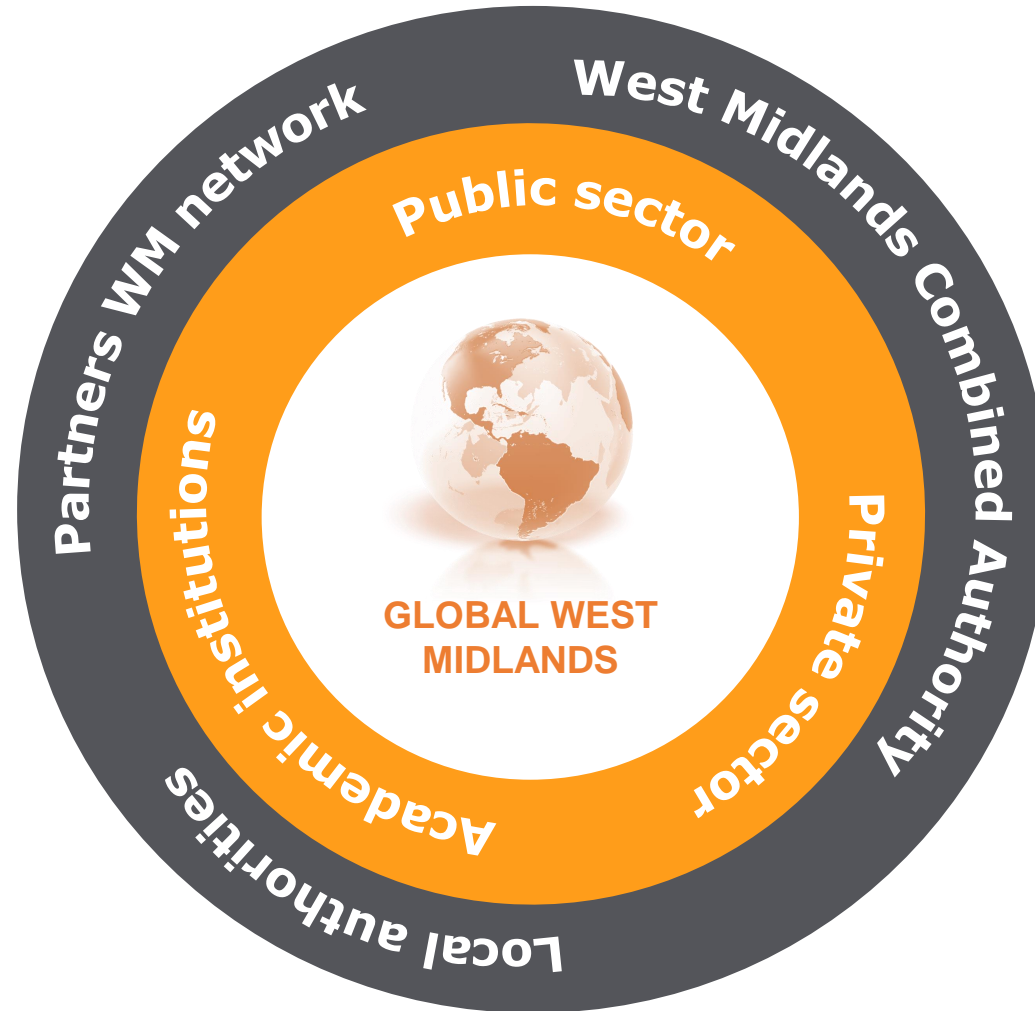 Partners WM network
West Midlands Combined Authority
Local authorities
Public sector
Private sector
Academic institutions
GLOBAL WEST
MIDLANDS